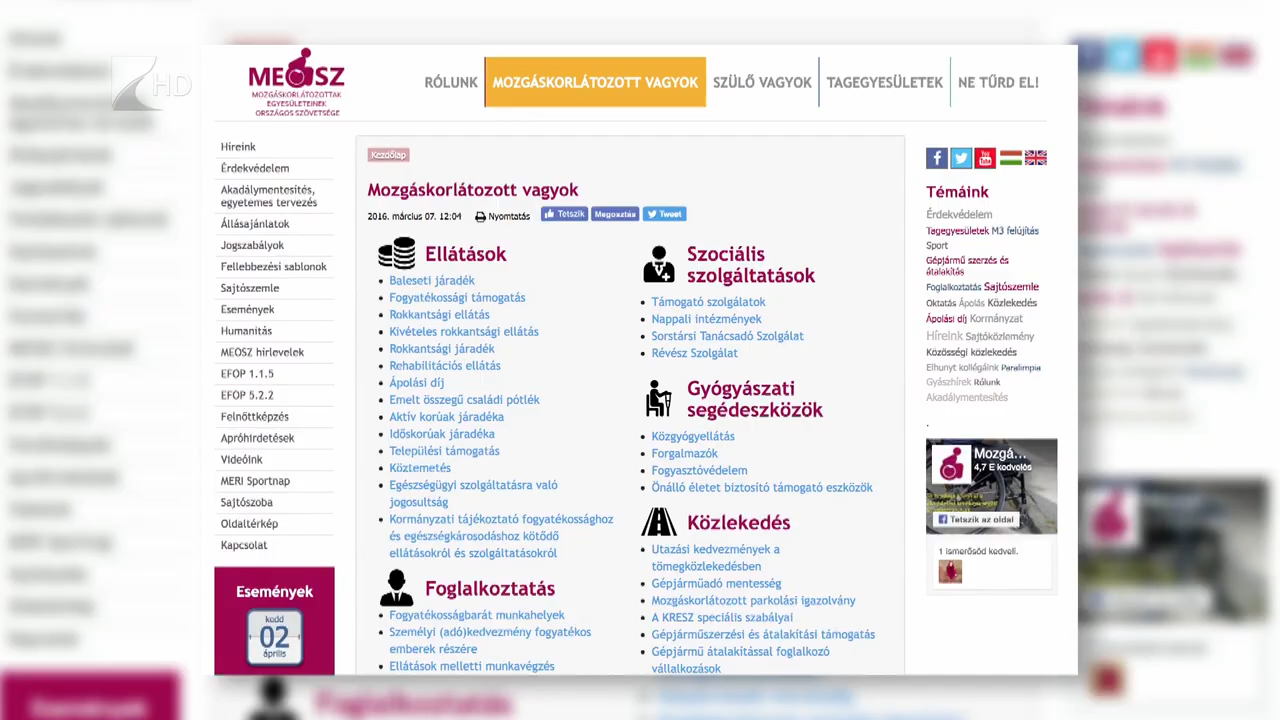 HD
MEOSZ
MOZGÁSKORLÁTOZOTTAK
EGYESÜLETEINEK
ORSZÁGOS SZÖVETSÉGE
RÓLUNK
MOZGÁSKORLÁTOZOTT VAGYOK
SZÜLŐ VAGYOK
TAGEGYESÜLETEK
NE TŰRD EL!
Híreink
Érdekvédelem
Akadálymentesítés,
egyetemes tervezés
Állásajánlatok
Jogszabályok
Fellebbezési sablonok
Sajtószemle
Események
Humanitás
MEOSZ hírlevelek
EFOP 1.1.5
EFOP 5.2.2
Felnőttképzés
Apróhirdetések
Videóink
MERI Sportnap
Sajtószoba
Oldaltérkép
Kapcsolat
Események
kedd
02
április
Kezdőlap
Mozgáskorlátozott vagyok
2016. március 07. 12:04
Nyomtatás
Tetszik
Megosztás
Tweet
Ellátások
Baleseti járadék
Fogyatékossági támogatás
Rokkantsági ellátás
Kivételes rokkantsági ellátás
Rokkantsági járadék
Rehabilitációs ellátás
Ápolási díj
Emelt összegű családi pótlék
Aktív korúak járadéka
Időskorúak járadéka
Települési támogatás
Köztemetés
Egészségügyi szolgáltatásra való
jogosultság
Kormányzati tájékoztató fogyatékossághoz
és egészségkárosodáshoz kötődő
ellátásokról és szolgáltatásokról
Foglalkoztatás
Fogyatékosságbarát munkahelyek
Személyi (adó)kedvezmény fogyatékos
emberek részére
Ellátások melletti munkavégzés
Szociális
szolgáltatások
Támogató szolgálatok
Nappali intézmények
Sorstársi Tanácsadó Szolgálat
Révész Szolgálat
Gyógyászati
segédeszközök
Közgyógyellátás
Forgalmazók
Fogyasztóvédelem
Önálló életet biztosító támogató eszközök
Közlekedés
Utazási kedvezmények a
tömegközlekedésben
Gépjárműadó mentesség
Mozgáskorlátozott parkolási igazolvány
A KRESZ speciális szabályai
Gépjárműszerzési és átalakítási támogatás
Gépjármű átalakítással foglalkozó
vállalkozások
You
Témáink
Érdekvédelem
Tagegyesületek M3 felújítás
Sport
Gépjármű szerzés és
átalakítás
Foglalkoztatás Sajtószemle
Oktatás Ápolás Közlekedés
Ápolási díj Kormányzat
Híreink Sajtóközlemény
Közösségi közlekedés
Elhunyt kollégáink Paralimpia
Gyászhírek Rólunk
Akadálymentesítés
.
Mozgá...
4,7 E kedvelés
Tetszik az oldal
1 ismerősöd kedveli.